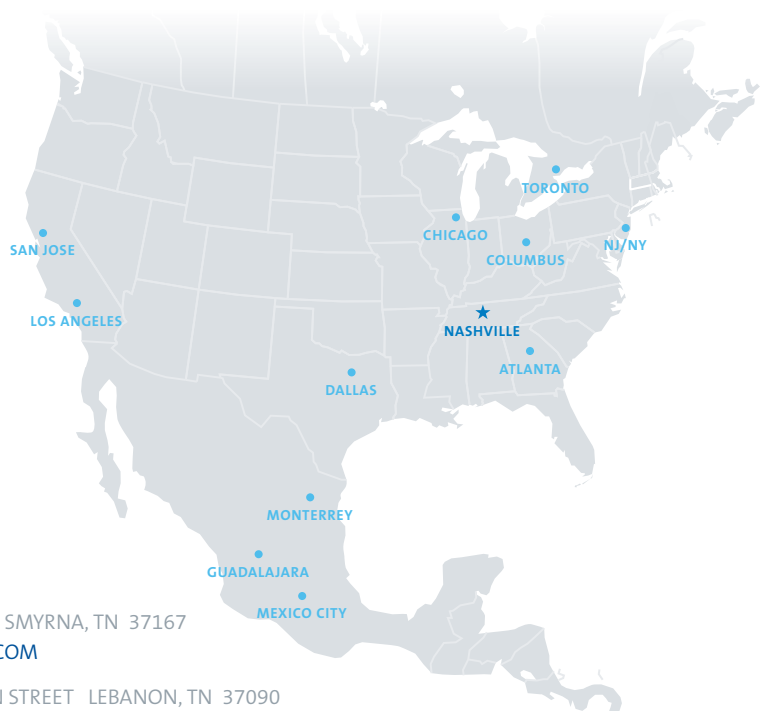 TORONTO
CHICAGO
NJ/NY
SAN JOSE
COLUMBUS
LOS ANGELES
NASHVILLE
ATLANTA
DALLAS
MONTERREY
GUADALAJARA
MEXICO CITY
SMYRNA, TN 37167
COM
STREET LEBANON, TN 37090